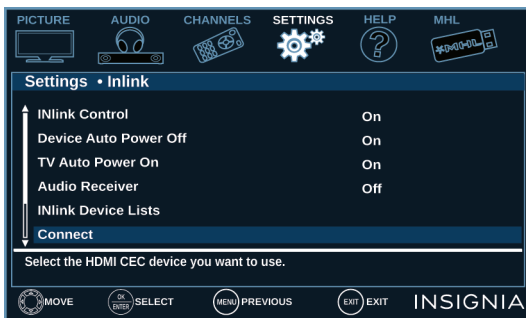 PICTURE AUDIO CHANNELS SETTINGS HELP MHL
MHL
Settings • Inlink
INlink Control On
Device Auto Power Off On
TV Auto Power On On
Audio Receiver Off
INlink Device Lists
Connect
Select the HDMI CEC device you want to use.
MOVE OK ENTER SELECT MENU PREVIOUS EXIT EXIT INSIGNIA